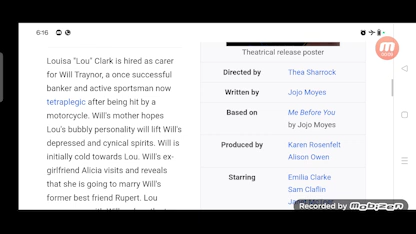 6:16
Louisa "Lou" Clark is hired as carer
for Will Traynor, a once successful
banker and active sportsman now
tetraplegic after being hit by a
motorcycle. Will's mother hopes
Lou's bubbly personality will lift Will's
depressed and cynical spirits. Will is
initially cold towards Lou. Will's ex-
girlfriend Alicia visits and reveals
that she is going to marry Will's
former best friend Rupert. Lou
Theatrical release poster
Directed by Thea Sharrock
Written by Jojo Moyes
Based on Me Before You
by Jojo Moyes
Produced by Karen Rosenfelt
Alison Owen
Starring Emilia Clarke
Sam Claflin
Recorded by Mobizen